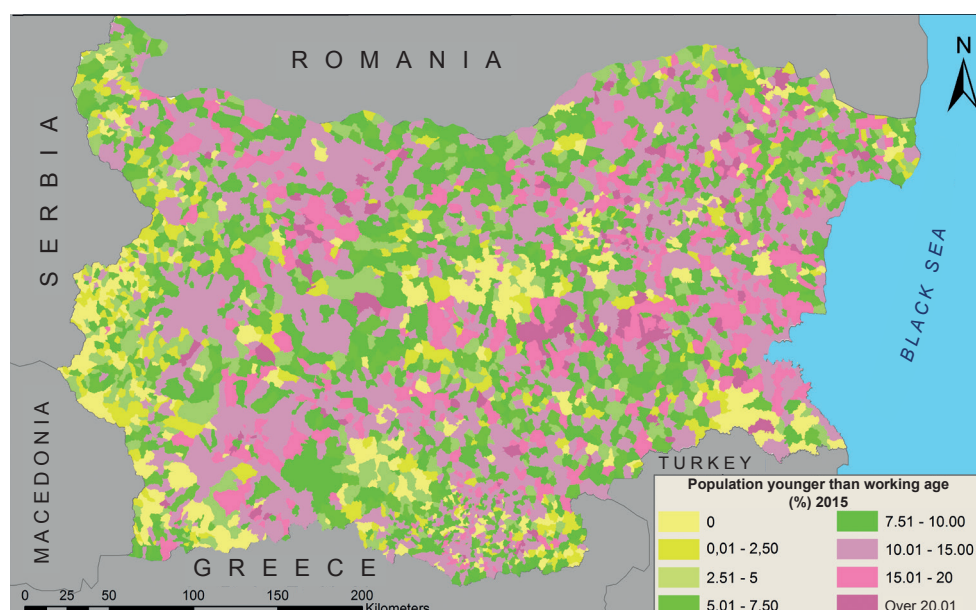 ROMANIA
N
SERBIA
BLACK SEA
MACEDONIA
TURKEY
GREECE
Population younger than working age
(%) 2015
0
0,01 - 2,50
2.51 - 5
5.01 - 7.50
7.51 - 10.00
10.01 - 15.00
15.01 - 20
Over 20.01
0 25 50 100 150 200
Kilometers